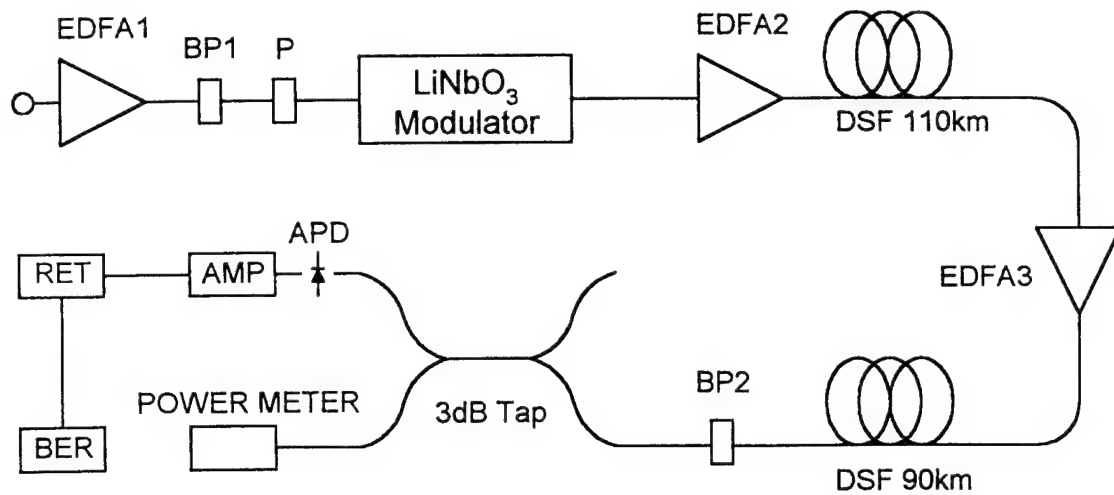 EDFA1
BP1
P
LiNbO₃
Modulator
EDFA2
DSF 110km
EDFA3
APD
RET
AMP
BP2
POWER METER
3dB Tap
BER
DSF 90km